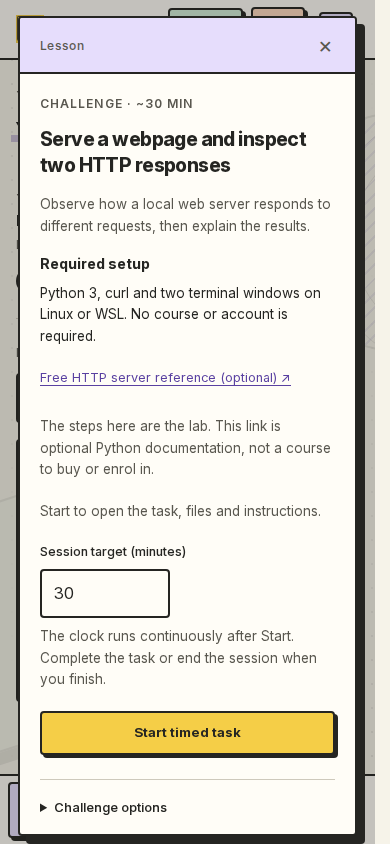 Lesson
×
CHALLENGE · ~30 MIN
Serve a webpage and inspect
two HTTP responses
Observe how a local web server responds to
different requests, then explain the results.
Required setup
Python 3, curl and two terminal windows on
Linux or WSL. No course or account is
required.
Free HTTP server reference (optional) ↗
The steps here are the lab. This link is
optional Python documentation, not a course
to buy or enrol in.
Start to open the task, files and instructions.
Session target (minutes)
30
The clock runs continuously after Start.
Complete the task or end the session when
you finish.
Start timed task
▶ Challenge options